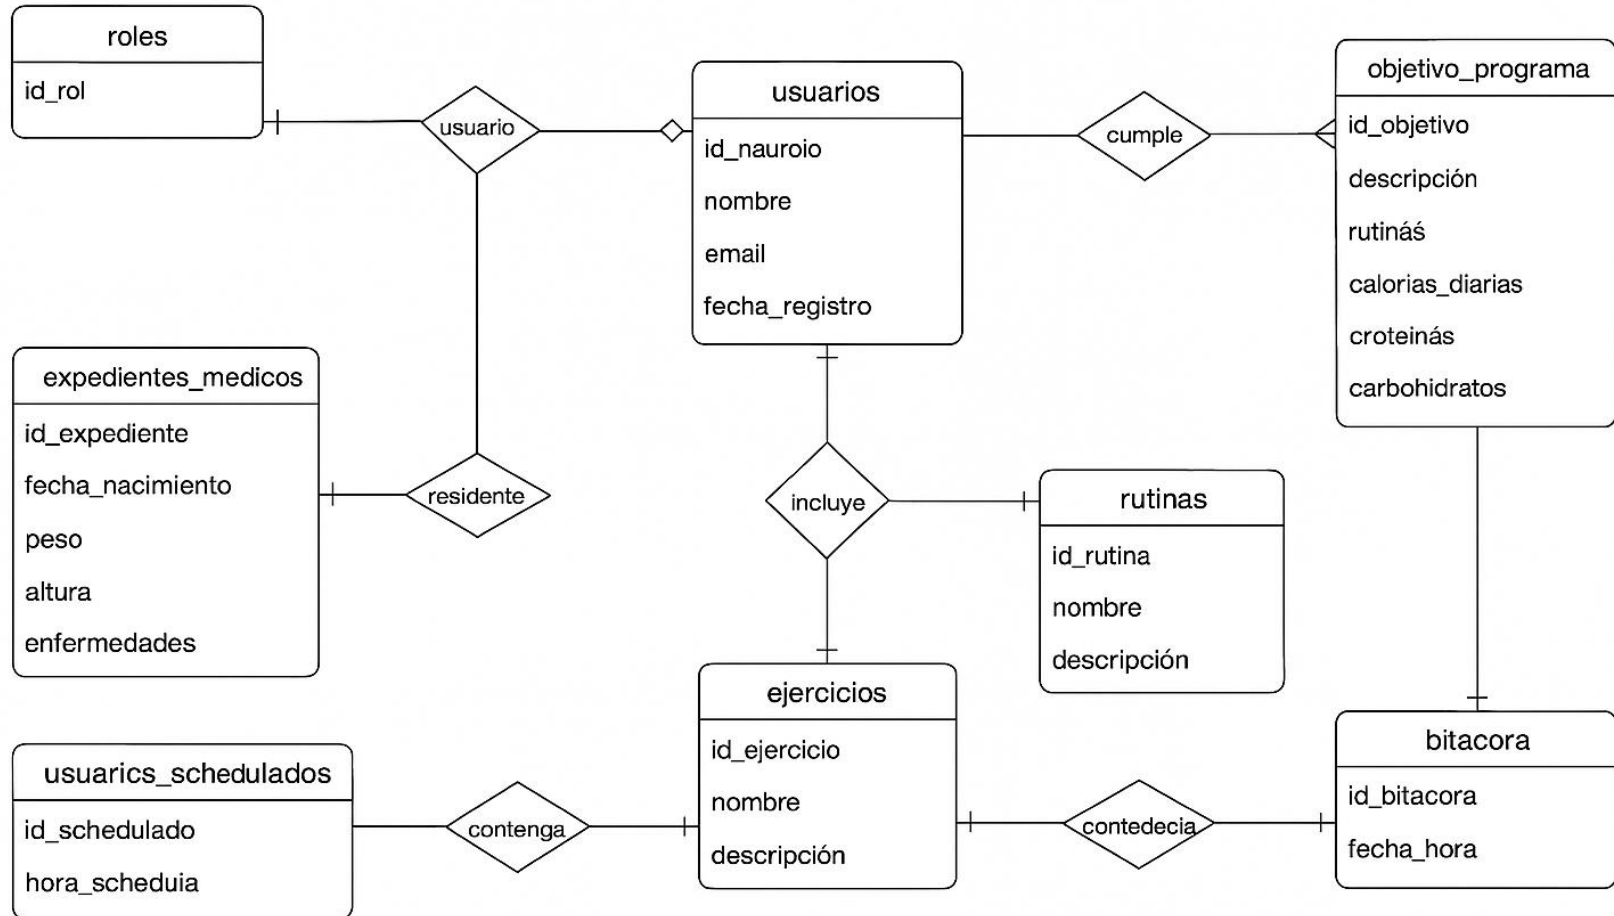 roles
id_rol
usuario
usuarios
id_nauroio
nombre
email
fecha_registro
cumple
objetivo_programa
id_objetivo
descripción
rutináś
calorias_diarias
croteinás
carbohidratos
expedientes_medicos
id_expediente
fecha_nacimiento
peso
altura
enfermedades
residente
incluye
rutinas
id_rutina
nombre
descripción
usuarics_schedulados
id_schedulado
hora_scheduia
contenga
ejercicios
id_ejercicio
nombre
descripción
contedecia
bitacora
id_bitacora
fecha_hora